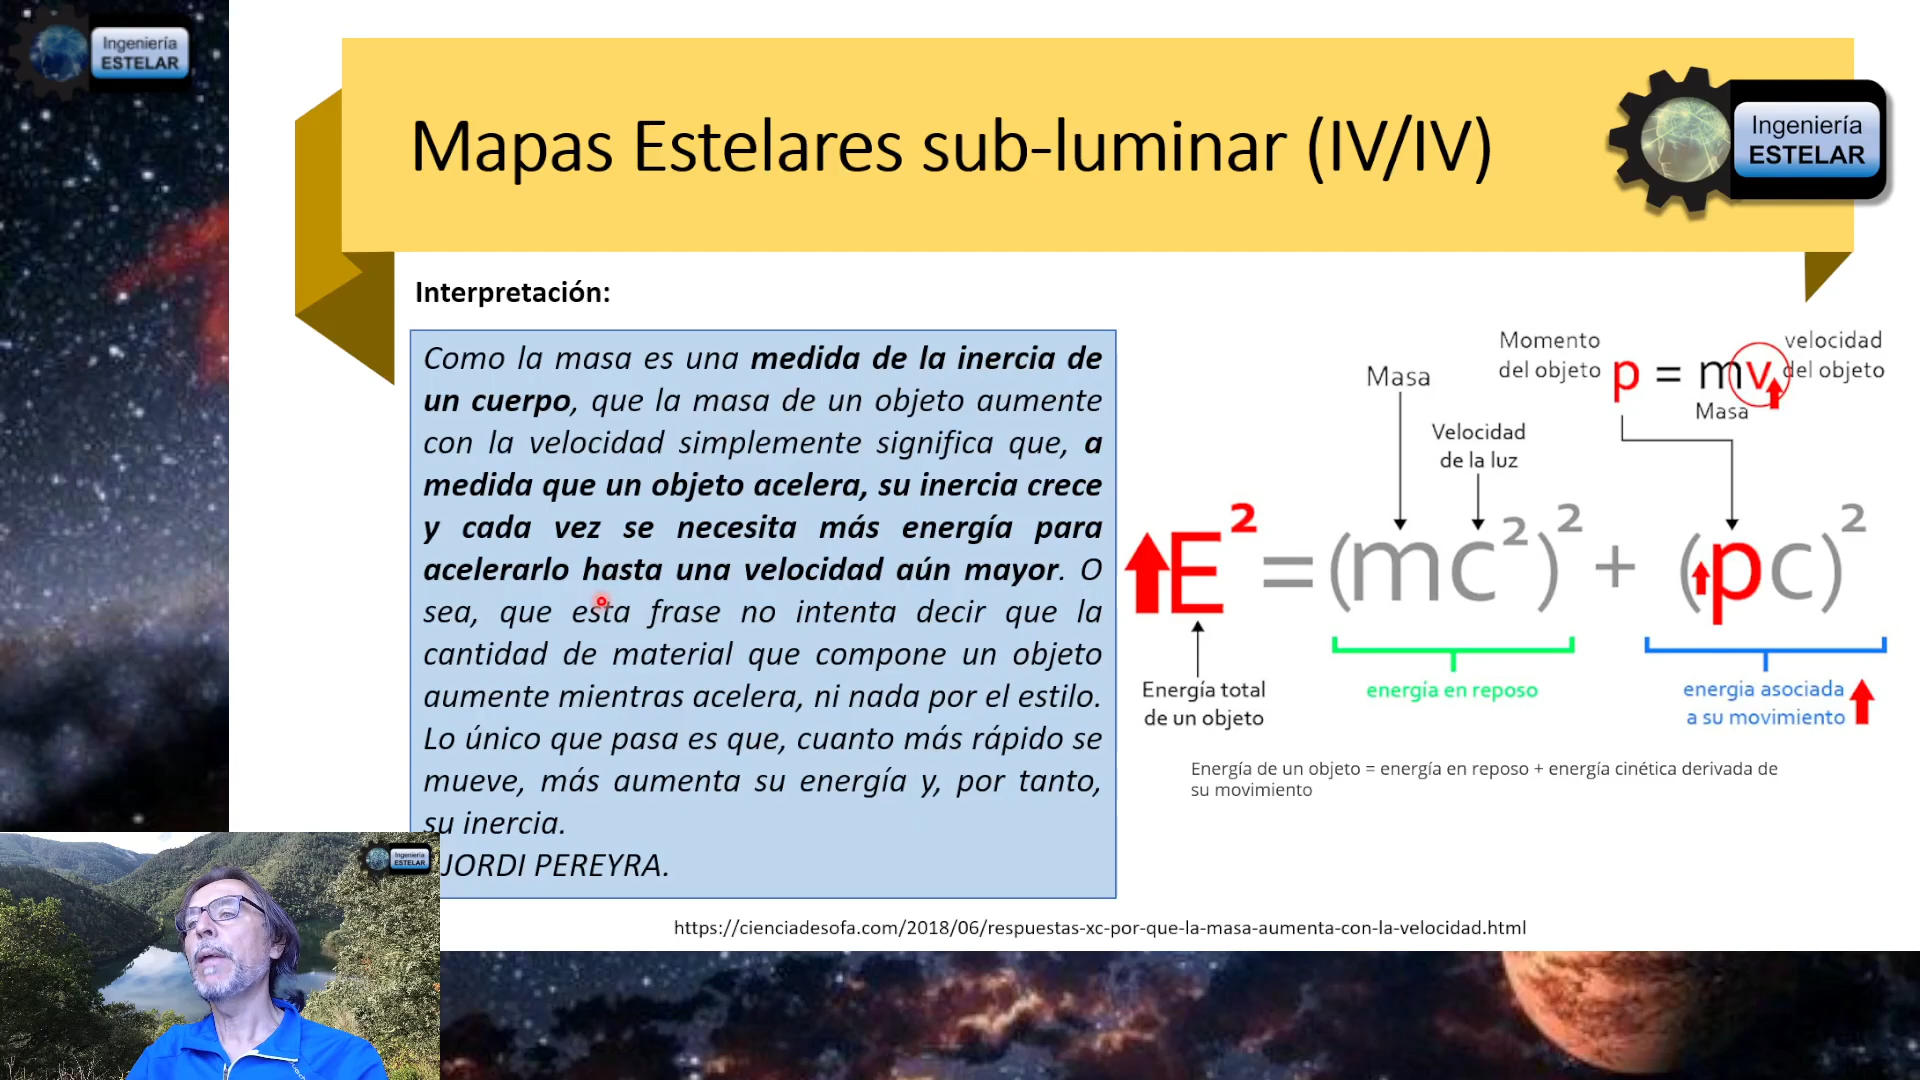 Ingeniería
ESTELAR
Mapas Estelares sub-luminar (IV/IV)
Ingeniería
ESTELAR
Interpretación:
Como la masa es una medida de la inercia de
un cuerpo, que la masa de un objeto aumente
con la velocidad simplemente significa que, a
medida que un objeto acelera, su inercia crece
y cada vez se necesita más energía para
acelerarlo hasta una velocidad aún mayor. O
sea, que esta frase no intenta decir que la
cantidad de material que compone un objeto
aumente mientras acelera, ni nada por el estilo.
Lo único que pasa es que, cuanto más rápido se
mueve, más aumenta su energía y, por tanto,
su inercia.
JORDI PEREYRA.
Momento
del objeto
p = mv
velocidad
del objeto
Masa
Masa
Velocidad
de la luz
E² = (mc²)² + (pc)²
Energía total
de un objeto
energía en reposo
energia asociada
a su movimiento
Energía de un objeto = energía en reposo + energía cinética derivada de
su movimiento
https://cienciadesofa.com/2018/06/respuestas-xc-por-que-la-masa-aumenta-con-la-velocidad.html
Ingeniería
ESTELAR